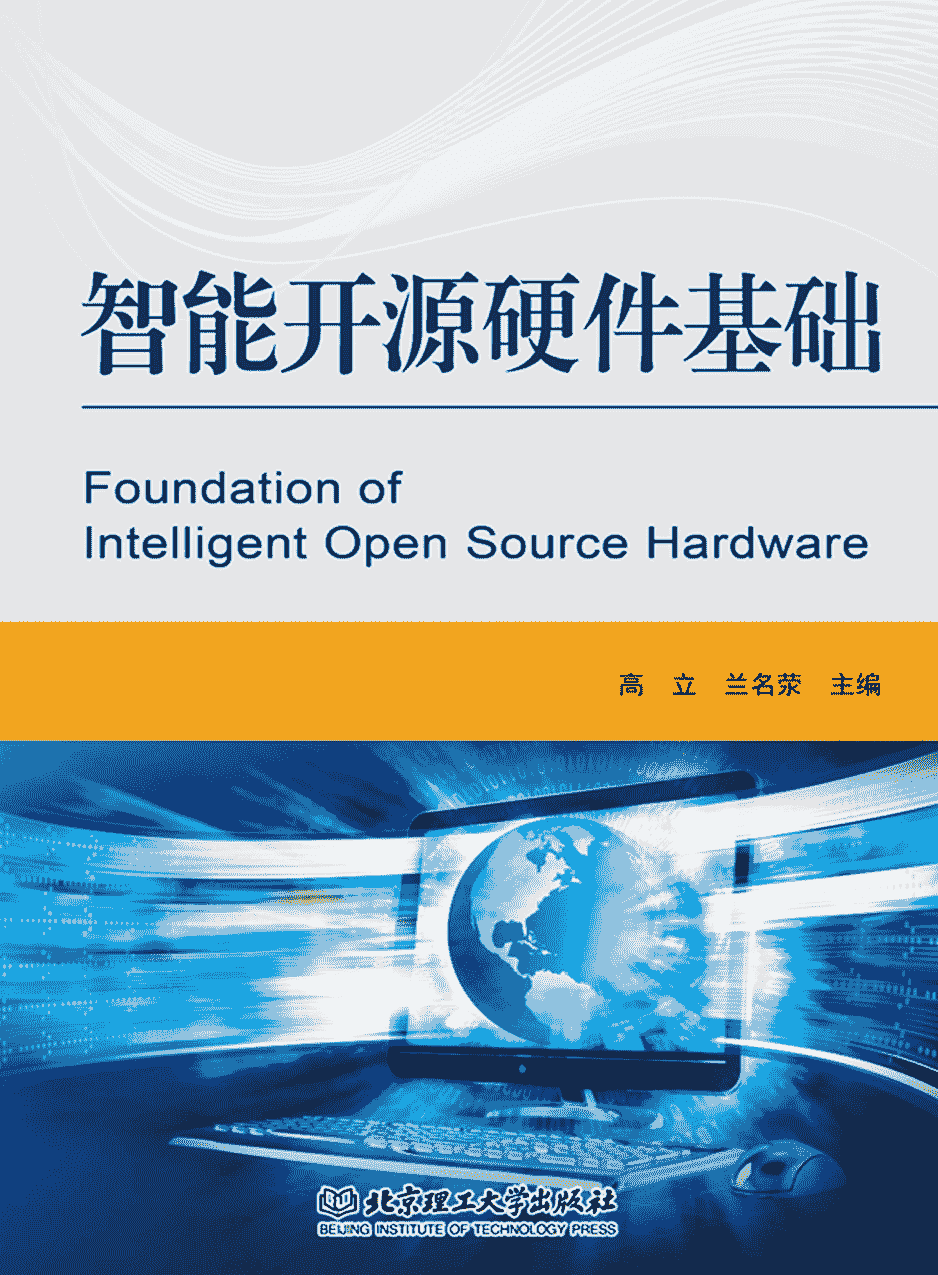 智能开源硬件基础
Foundation of
Intelligent Open Source Hardware
高 立 兰名荥 主编
北京理工大学出版社
BEIJING INSTITUTE OF TECHNOLOGY PRESS